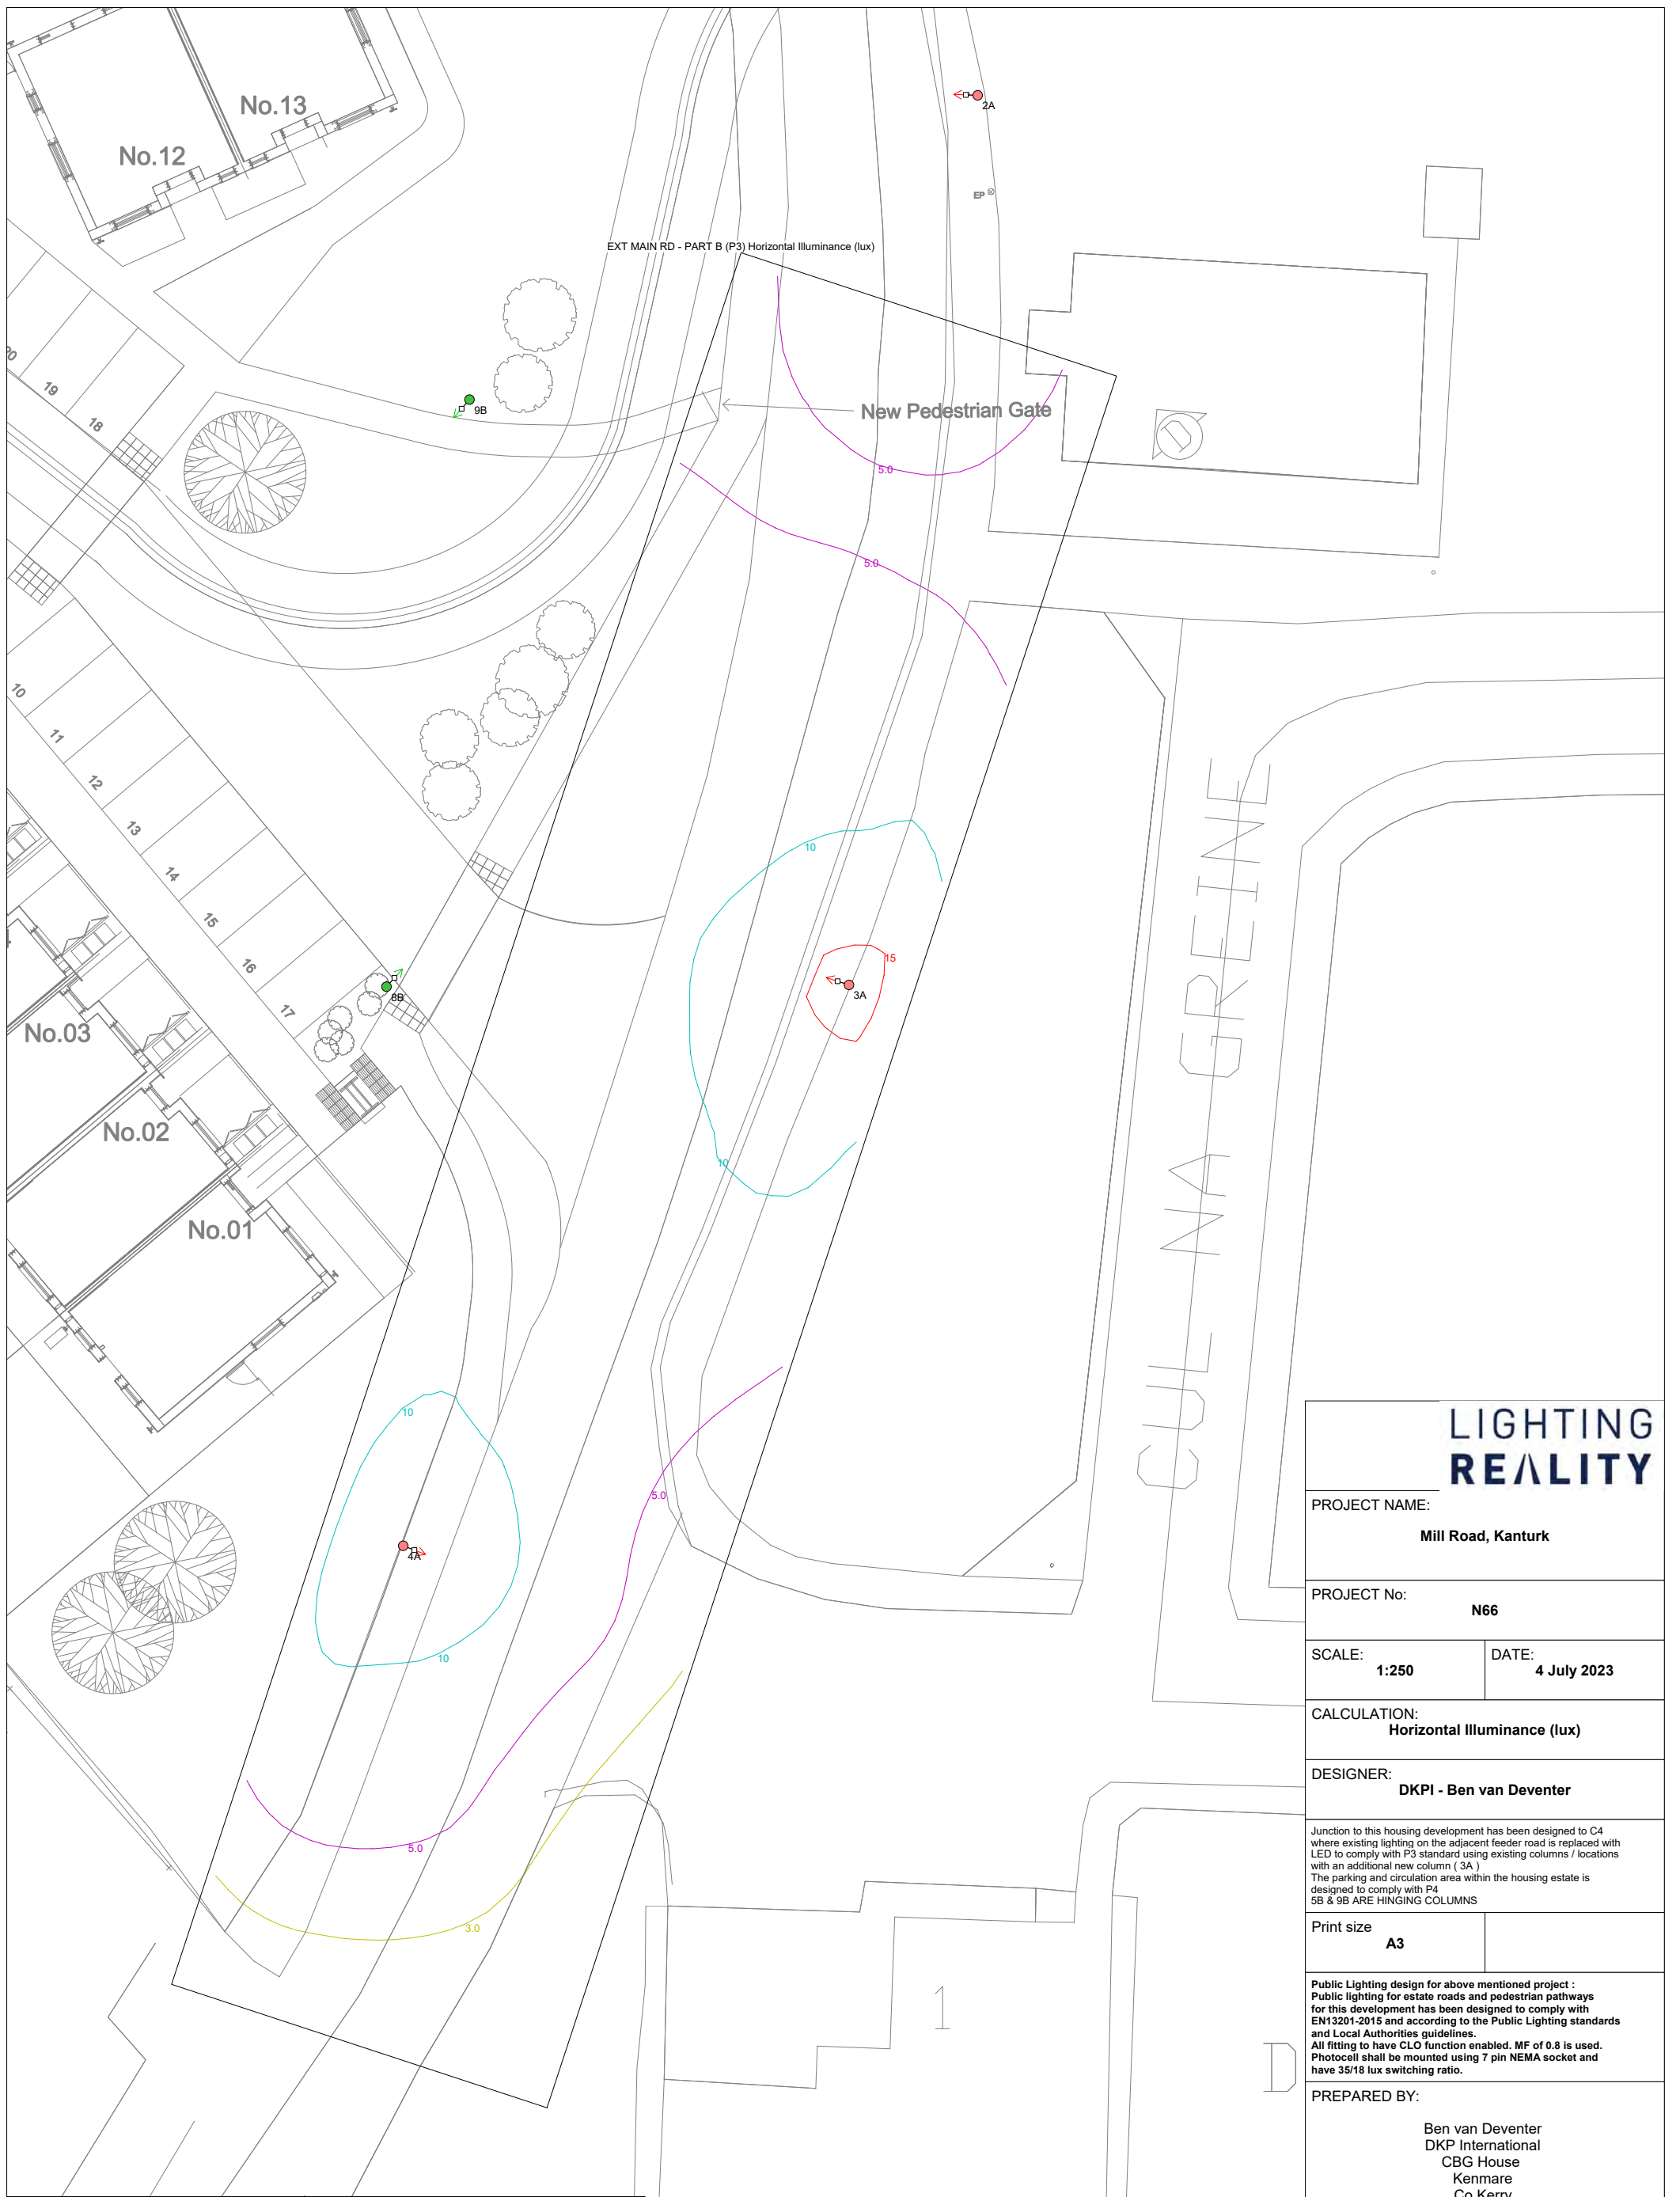 No.13
No.12
2A
EP
EXT MAIN RD - PART B (P3) Horizontal Illuminance (lux)
20
19
18
9B
New Pedestrian Gate
5.0
5.0
10
11
12
13
14
15
16
17
10
15
3A
8B
No.03
No.02
No.01
10
CUL NA GREINE
10
5.0
4A
10
5.0
3.0
1
D
D
LIGHTING
REALITY
PROJECT NAME:
Mill Road, Kanturk
PROJECT No:
N66
SCALE:
1:250
DATE:
4 July 2023
CALCULATION:
Horizontal Illuminance (lux)
DESIGNER:
DKPI - Ben van Deventer
Junction to this housing development has been designed to C4
where existing lighting on the adjacent feeder road is replaced with
LED to comply with P3 standard using existing columns / locations
with an additional new column ( 3A )
The parking and circulation area within the housing estate is
designed to comply with P4
5B & 9B ARE HINGING COLUMNS
Print size
A3
Public Lighting design for above mentioned project :
Public lighting for estate roads and pedestrian pathways
for this development has been designed to comply with
EN13201-2015 and according to the Public Lighting standards
and Local Authorities guidelines.
All fitting to have CLO function enabled. MF of 0.8 is used.
Photocell shall be mounted using 7 pin NEMA socket and
have 35/18 lux switching ratio.
PREPARED BY:
Ben van Deventer
DKP International
CBG House
Kenmare
Co Kerry